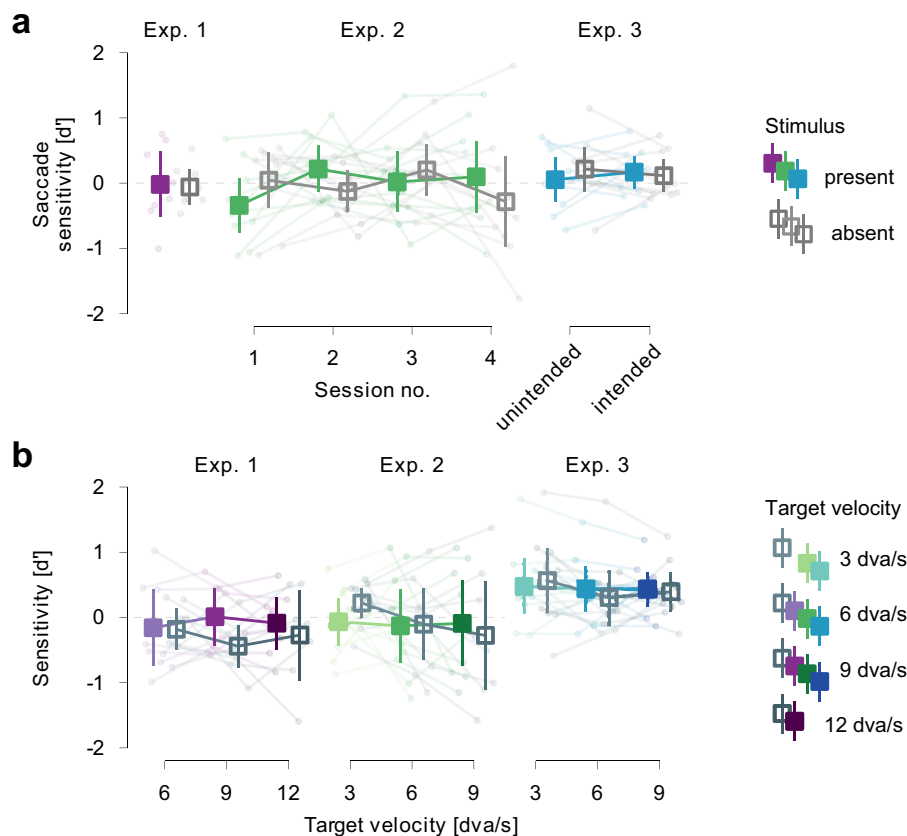 a
Exp. 1 Exp. 2 Exp. 3
Saccade
sensitivity [d']
2
1
0
-1
-2
1 2 3 4
Session no.
unintended
intended
Stimulus
present
absent
b
Exp. 1 Exp. 2 Exp. 3
Sensitivity [d']
2
1
0
-1
-2
6 9 12 3 6 9 3 6 9
Target velocity [dva/s]
Target velocity
3 dva/s
6 dva/s
9 dva/s
12 dva/s